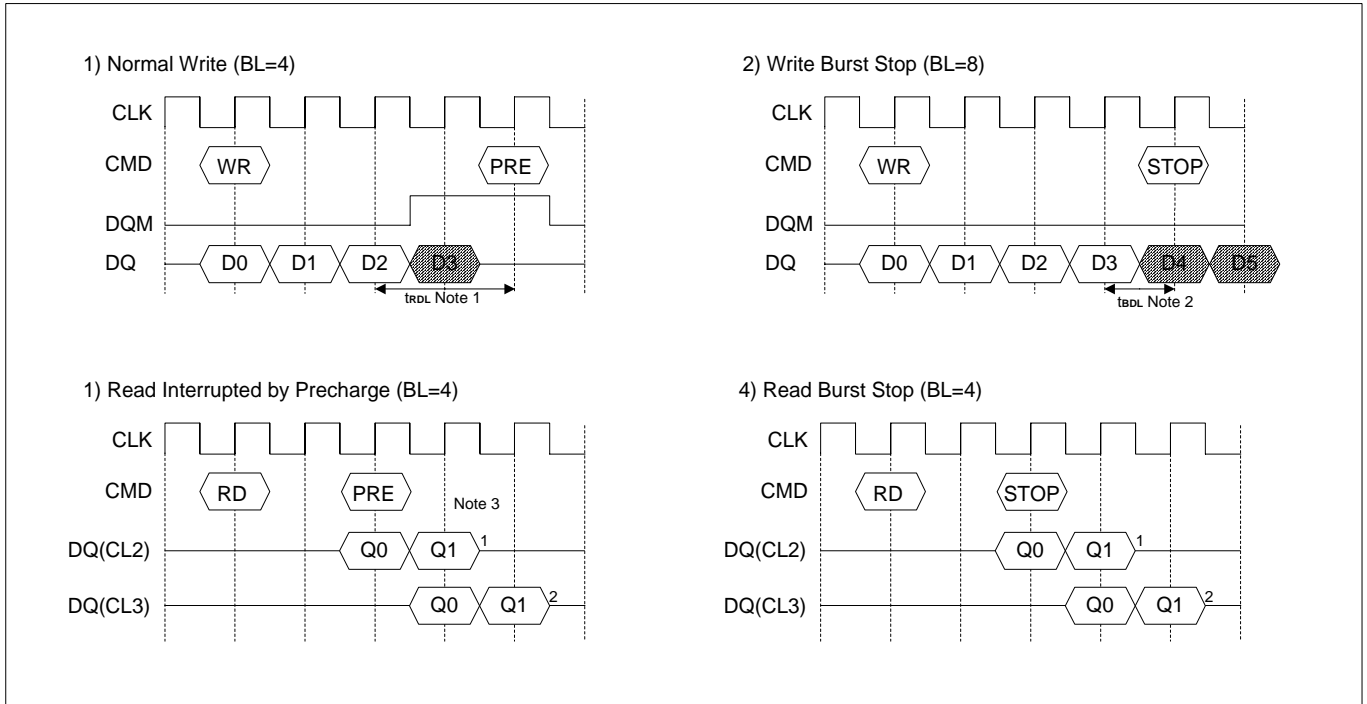 1) Normal Write (BL=4)
CLK
CMD WR PRE
DQM
DQ D0 D1 D2 D3
tRDL Note 1
2) Write Burst Stop (BL=8)
CLK
CMD WR STOP
DQM
DQ D0 D1 D2 D3 D4 D5
tBDL Note 2
1) Read Interrupted by Precharge (BL=4)
CLK
CMD RD PRE Note 3
DQ(CL2) Q0 Q1 1
DQ(CL3) Q0 Q1 2
4) Read Burst Stop (BL=4)
CLK
CMD RD STOP
DQ(CL2) Q0 Q1 1
DQ(CL3) Q0 Q1 2